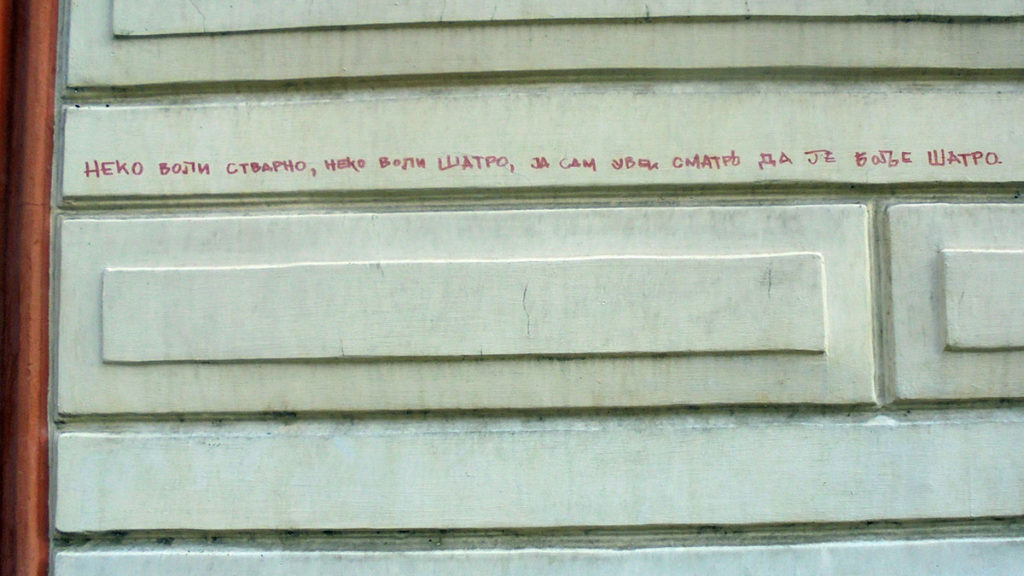 НЕКО ВОЛИ СТВАРНО, НЕКО ВОЛИ ШАТРО, ЈА САМ УВЕК СМАТРО ДА ЈЕ БОЉЕ ШАТРО.